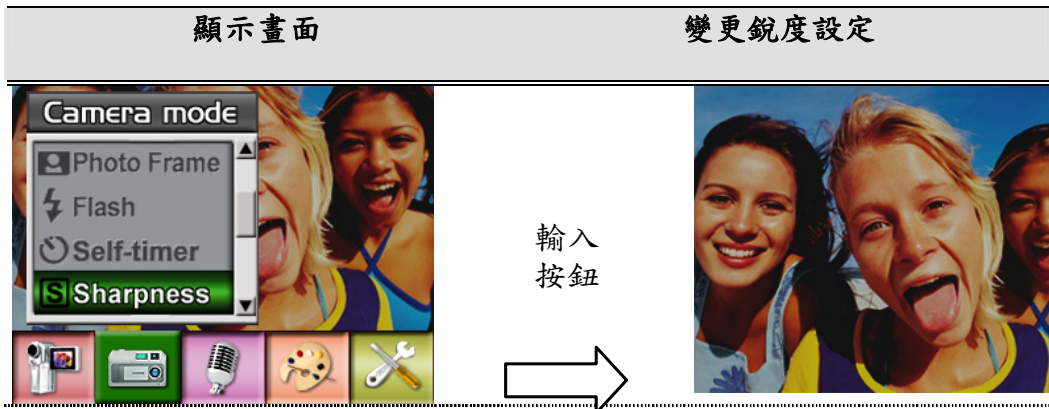 顯示畫面
變更銳度設定
Camera mode
Photo Frame
Flash
Self-timer
S Sharpness
輸入
按鈕